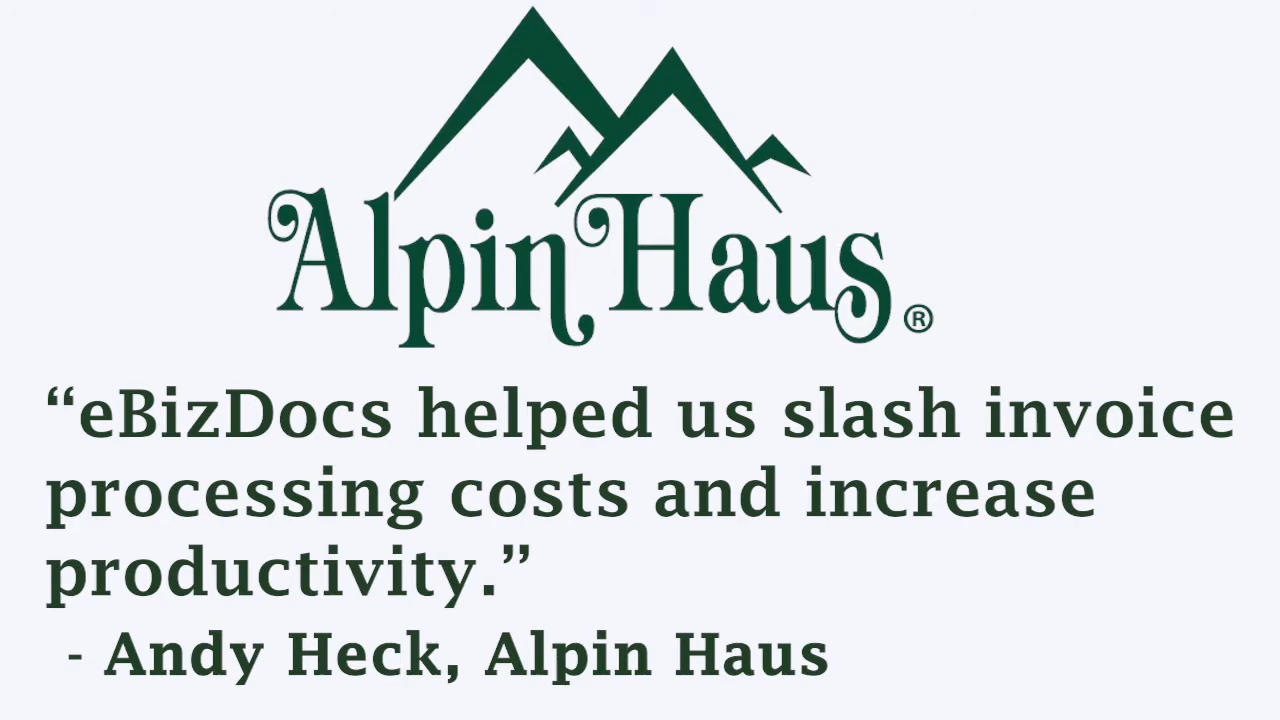 Alpin Haus ®
“eBizDocs helped us slash invoice
processing costs and increase
productivity.”
- Andy Heck, Alpin Haus